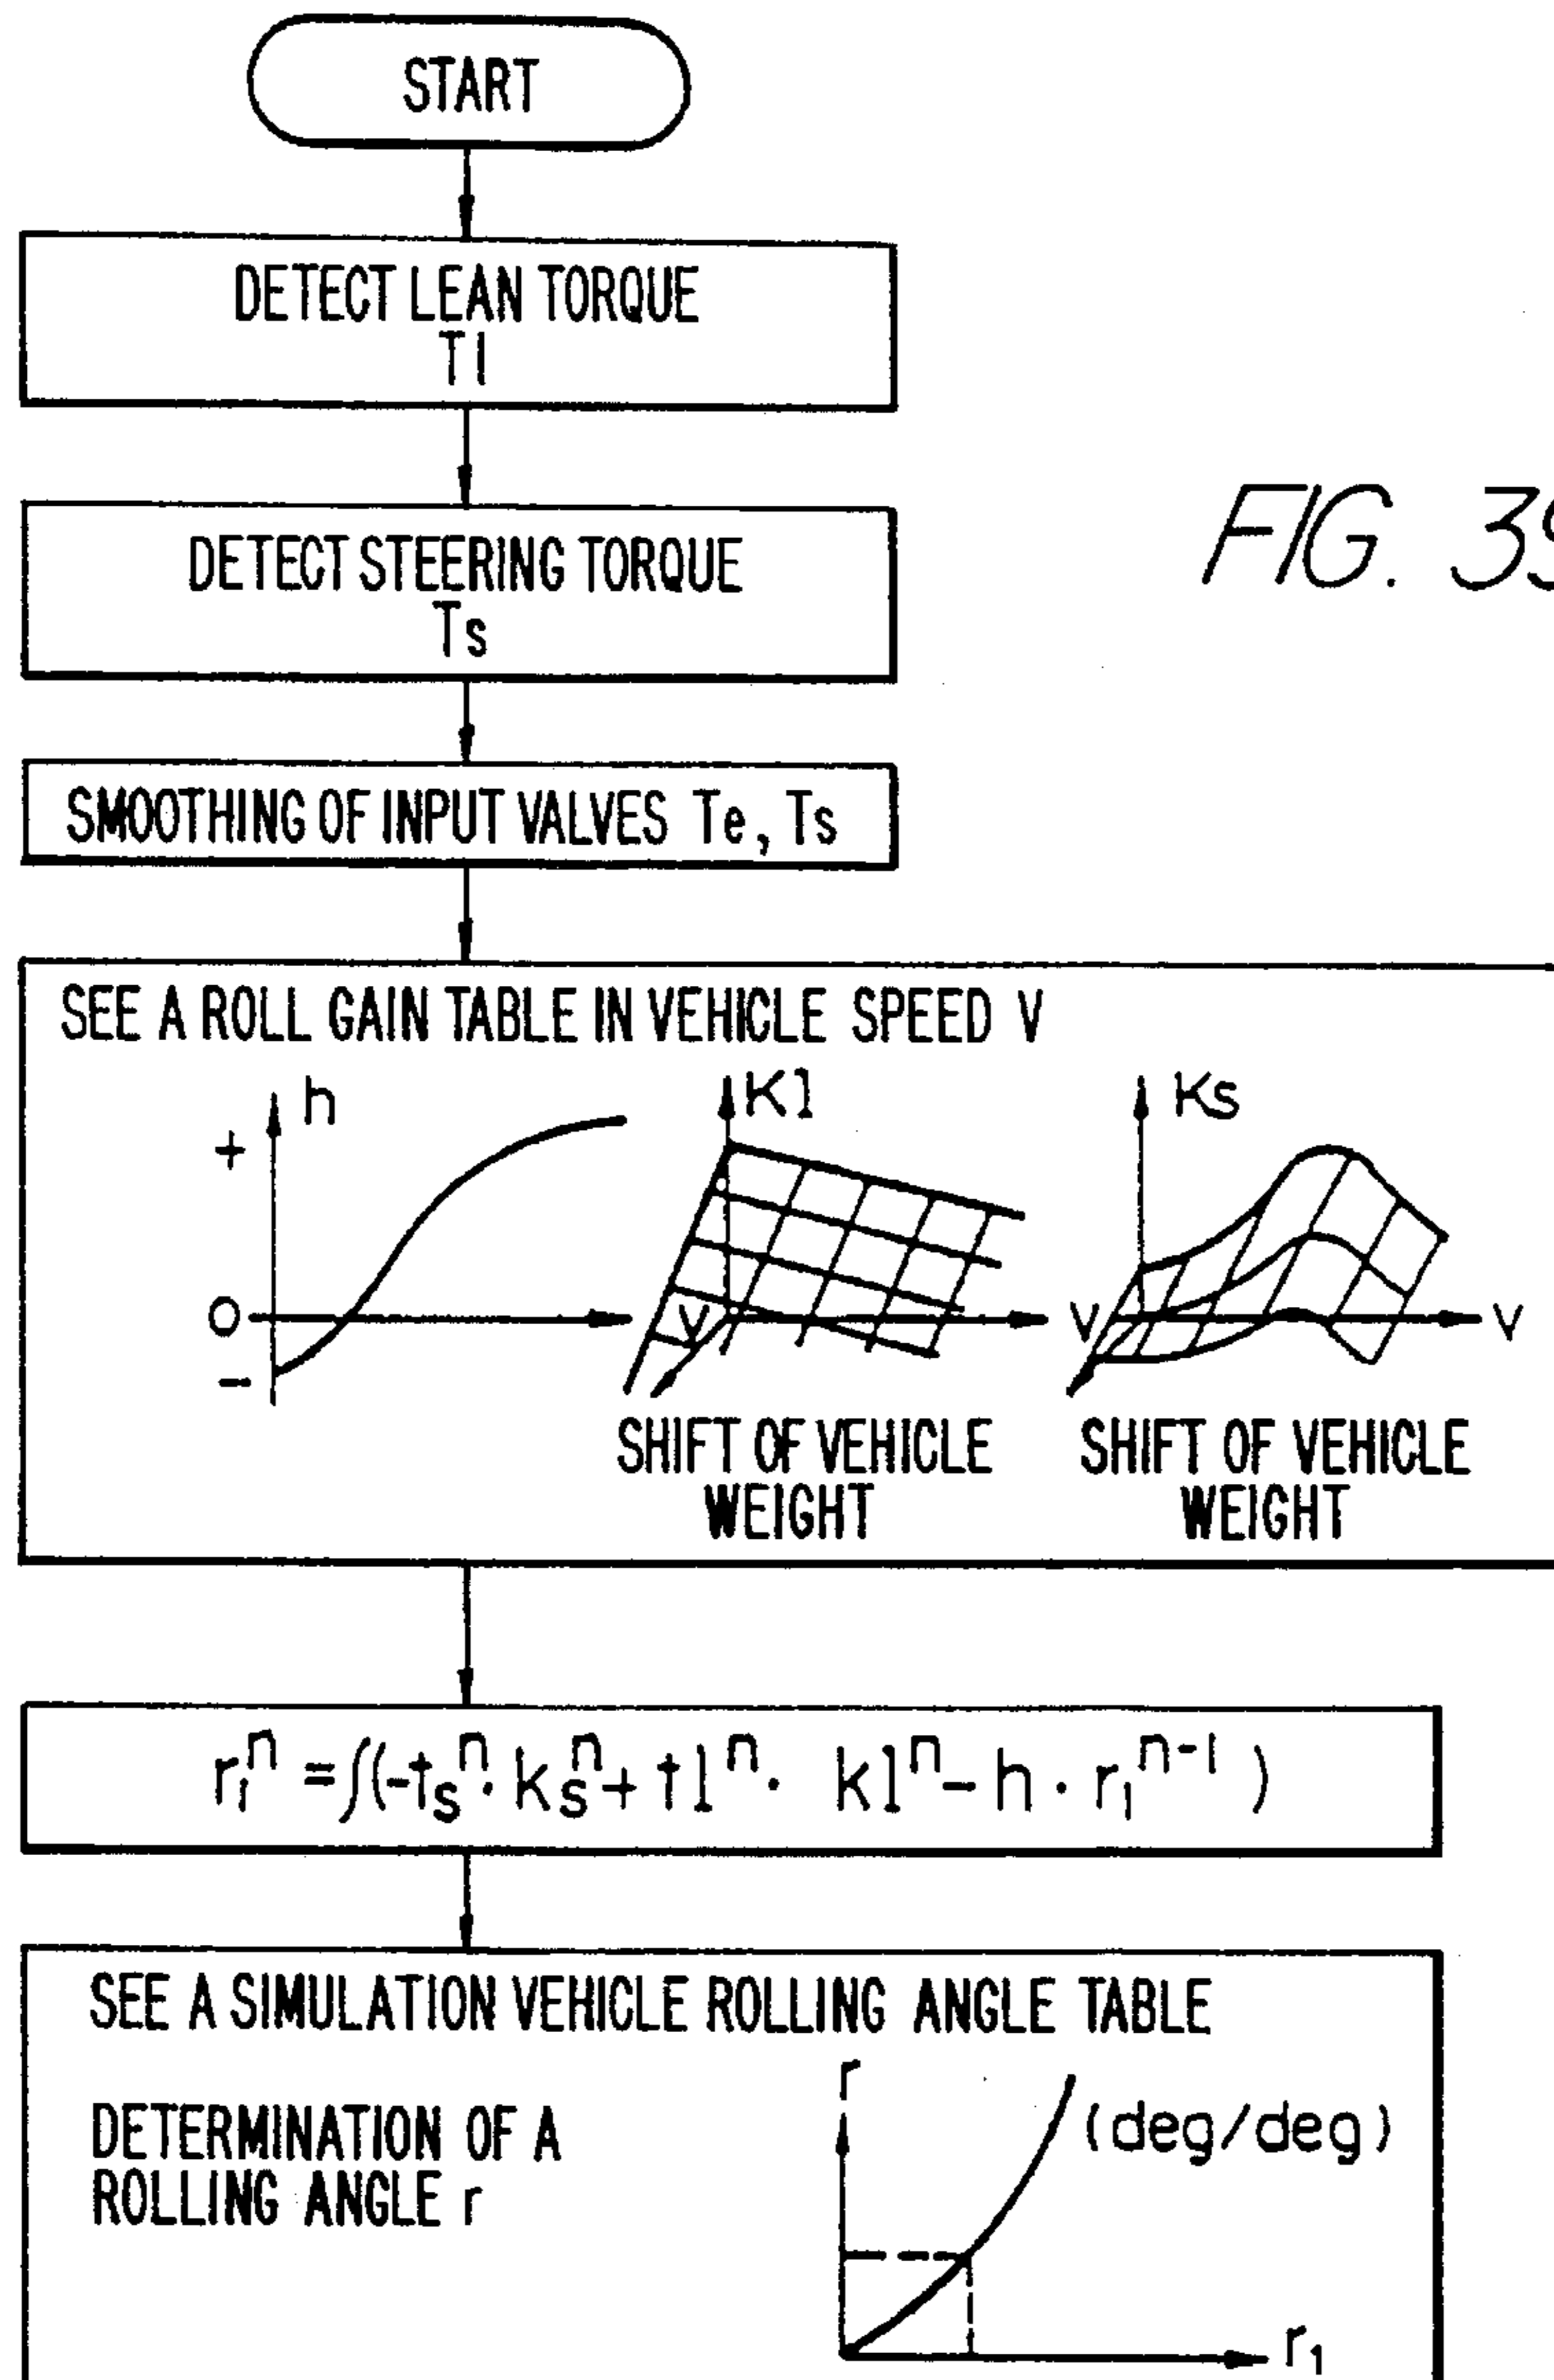 START
DETECT LEAN TORQUE
Tl
DETECT STEERING TORQUE
Ts
FIG. 39
SMOOTHING OF INPUT VALVES Te, Ts
SEE A ROLL GAIN TABLE IN VEHICLE SPEED V
h
+
0
-
Kl
V
V
SHIFT OF VEHICLE
WEIGHT
Ks
V
SHIFT OF VEHICLE
WEIGHT
r₁ⁿ = ∫(-tₛⁿ · kₛⁿ + tlⁿ · klⁿ - h · r₁ⁿ⁻¹ )
SEE A SIMULATION VEHICLE ROLLING ANGLE TABLE
DETERMINATION OF A
ROLLING ANGLE r
r
(deg/deg)
r₁